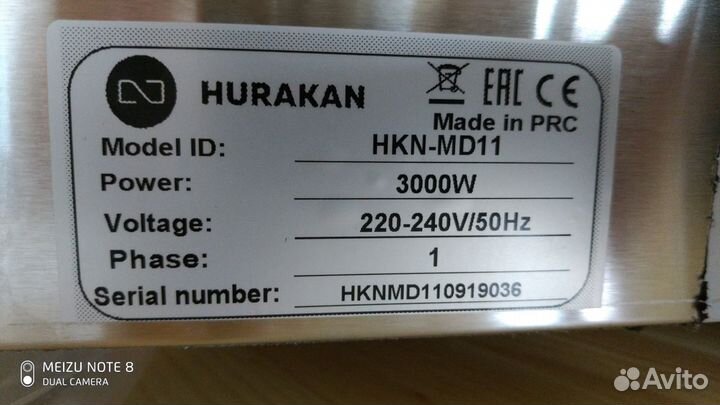 HURAKAN EAC CE
Made in PRC
Model ID: HKN-MD11
Power: 3000W
Voltage: 220-240V/50Hz
Phase: 1
Serial number: HKNMD110919036
MEIZU NOTE 8
DUAL CAMERA
Avito